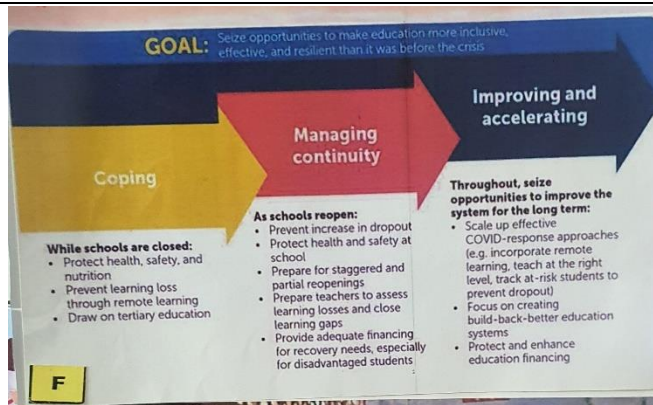 GOAL: Seize opportunities to make education more inclusive,
effective, and resilient than it was before the crisis
Coping
While schools are closed:
• Protect health, safety, and
nutrition
• Prevent learning loss
through remote learning
• Draw on tertiary education
Managing
continuity
As schools reopen:
• Prevent increase in dropout
• Protect health and safety at
school
• Prepare for staggered and
partial reopenings
• Prepare teachers to assess
learning losses and close
learning gaps
• Provide adequate financing
for recovery needs, especially
for disadvantaged students
Improving and
accelerating
Throughout, seize
opportunities to improve the
system for the long term:
• Scale up effective
COVID-response approaches
(e.g. incorporate remote
learning, teach at the right
level, track at-risk students to
prevent dropout)
• Focus on creating
build-back-better education
systems
• Protect and enhance
education financing
F